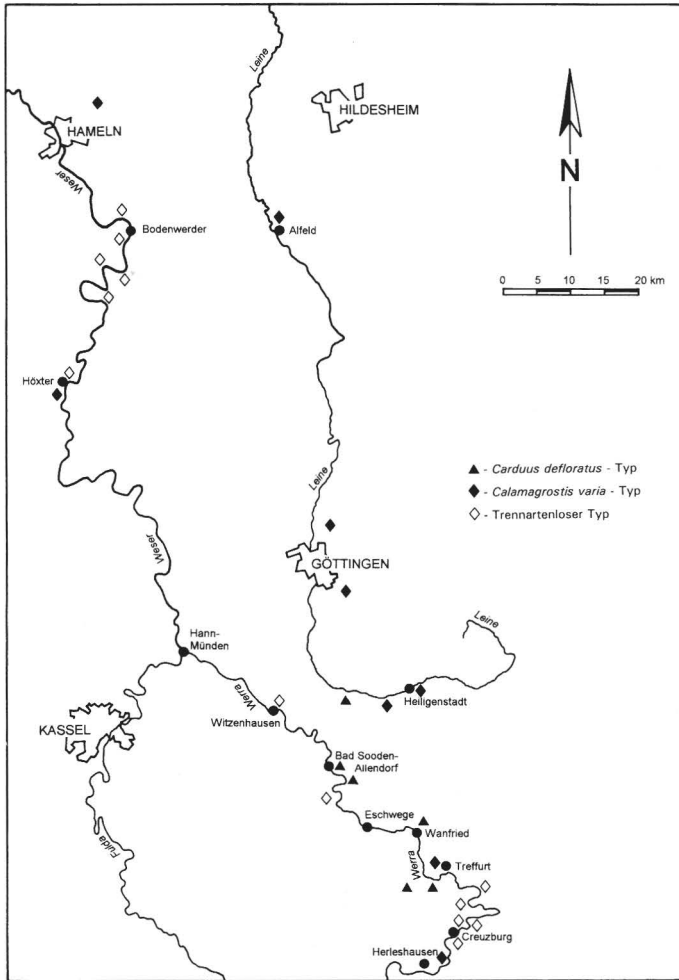 Leine
HILDESHEIM
HAMELN
N
Weser
Bodenwerder
Alfeld
0 5 10 15 20 km
Höxter
▲ - Carduus defloratus - Typ
Leine
◆ - Calamagrostis varia - Typ
◇ - Trennartenloser Typ
Weser
GÖTTINGEN
Leine
Hann-
Münden
Heiligenstadt
Werra
KASSEL
Witzenhausen
Bad Sooden-
Allendorf
Eschwege
Wanfried
Fulda
Werra
Treffurt
Creuzburg
Herleshausen